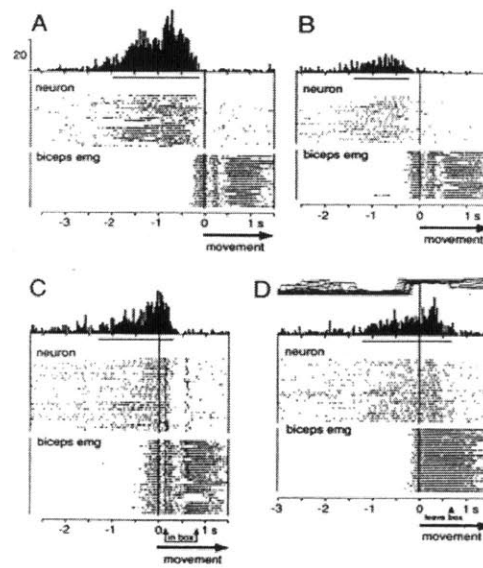 A
20
neuron
biceps emg
-3 -2 -1 0 1 s
movement
B
neuron
biceps emg
-2 -1 0 1 s
movement
C
neuron
biceps emg
-2 -1 0 1 s
in box
movement
D
neuron
biceps emg
-3 -2 -1 0 1 s
leave box
movement